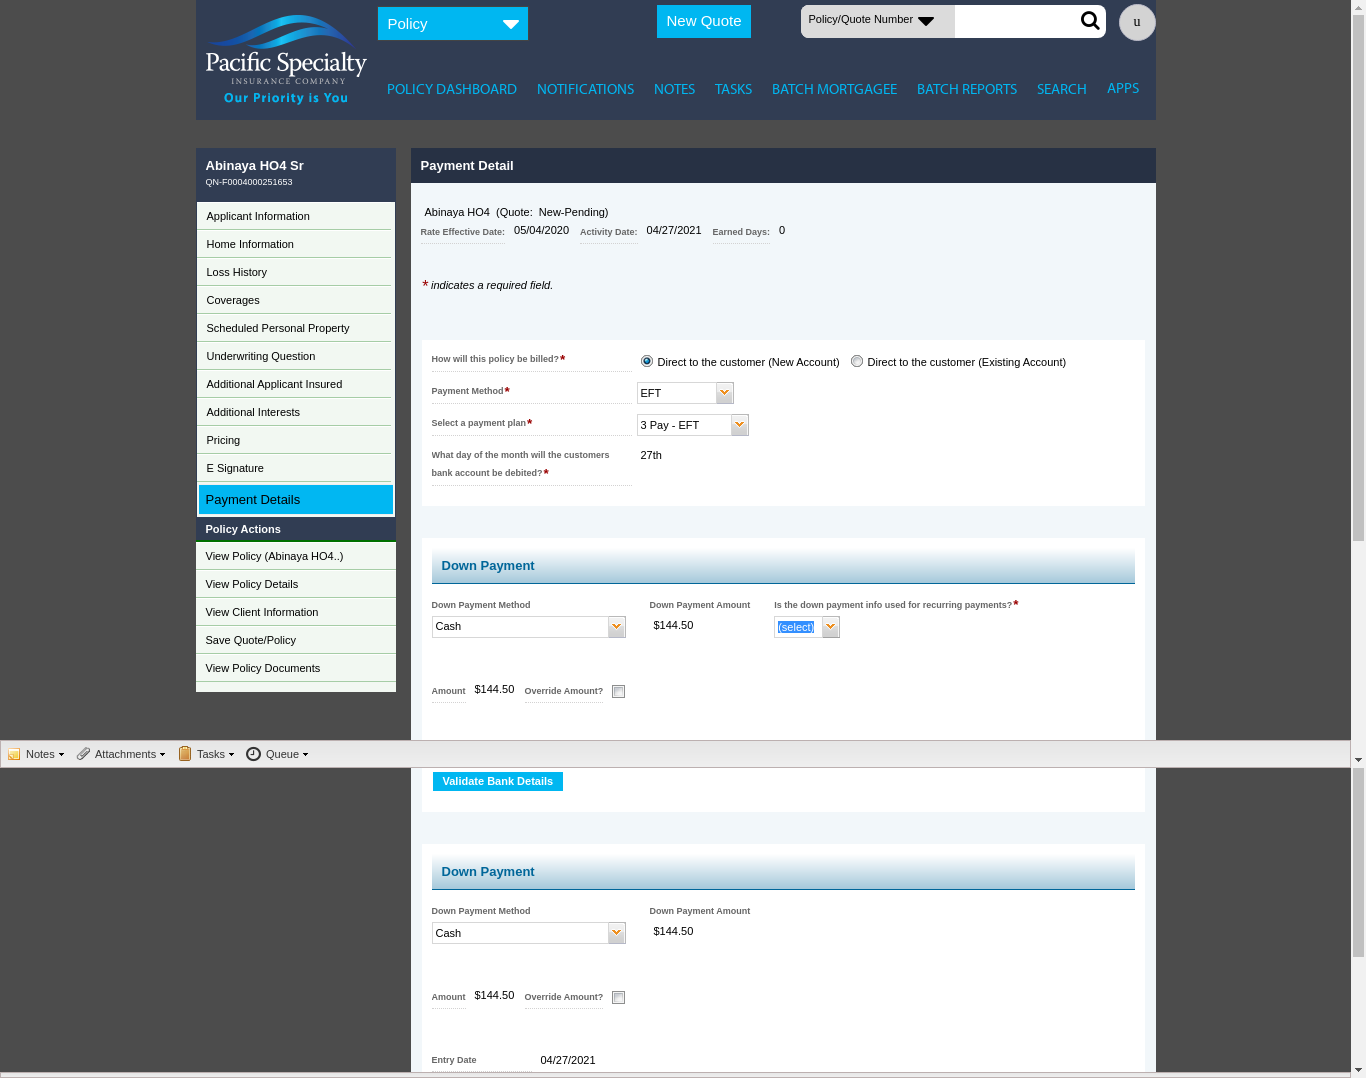 Pacific Specialty
INSURANCE COMPANY
Our Priority is You
Policy
New Quote
Policy/Quote Number
u
POLICY DASHBOARD NOTIFICATIONS NOTES TASKS BATCH MORTGAGEE BATCH REPORTS SEARCH APPS
Abinaya HO4 Sr
QN-F0004000251653
Applicant Information
Home Information
Loss History
Coverages
Scheduled Personal Property
Underwriting Question
Additional Applicant Insured
Additional Interests
Pricing
E Signature
Payment Details
Policy Actions
View Policy (Abinaya HO4..)
View Policy Details
View Client Information
Save Quote/Policy
View Policy Documents
Payment Detail
Abinaya HO4 (Quote: New-Pending)
Rate Effective Date: 05/04/2020 Activity Date: 04/27/2021 Earned Days: 0
* indicates a required field.
How will this policy be billed?* Direct to the customer (New Account) Direct to the customer (Existing Account)
Payment Method* EFT
Select a payment plan* 3 Pay - EFT
What day of the month will the customers 27th
bank account be debited?*
Down Payment
Down Payment Method Down Payment Amount Is the down payment info used for recurring payments?*
Cash $144.50 (select)
Amount $144.50 Override Amount?
Notes Attachments Tasks Queue
Validate Bank Details
Down Payment
Down Payment Method Down Payment Amount
Cash $144.50
Amount $144.50 Override Amount?
Entry Date 04/27/2021